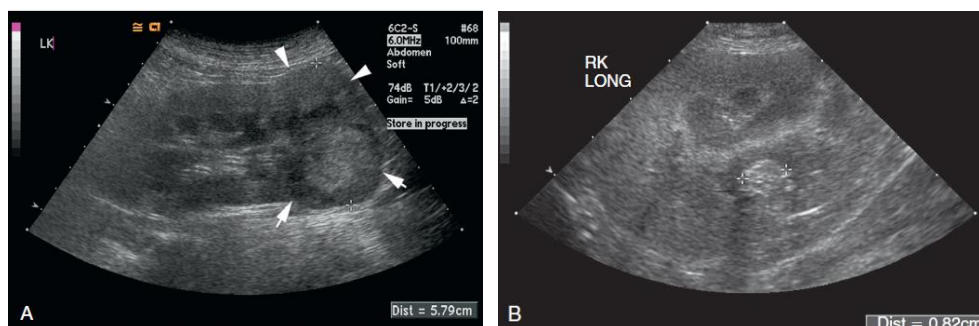 LK
6C2-S #68
6.0MHz 100mm
Abdomen
Soft
74dB T1/+2/3/2
Gain= 5dB Δ=2
Store in progress
A
Dist = 5.79cm
RK
LONG
B
Dist = 0.82cm